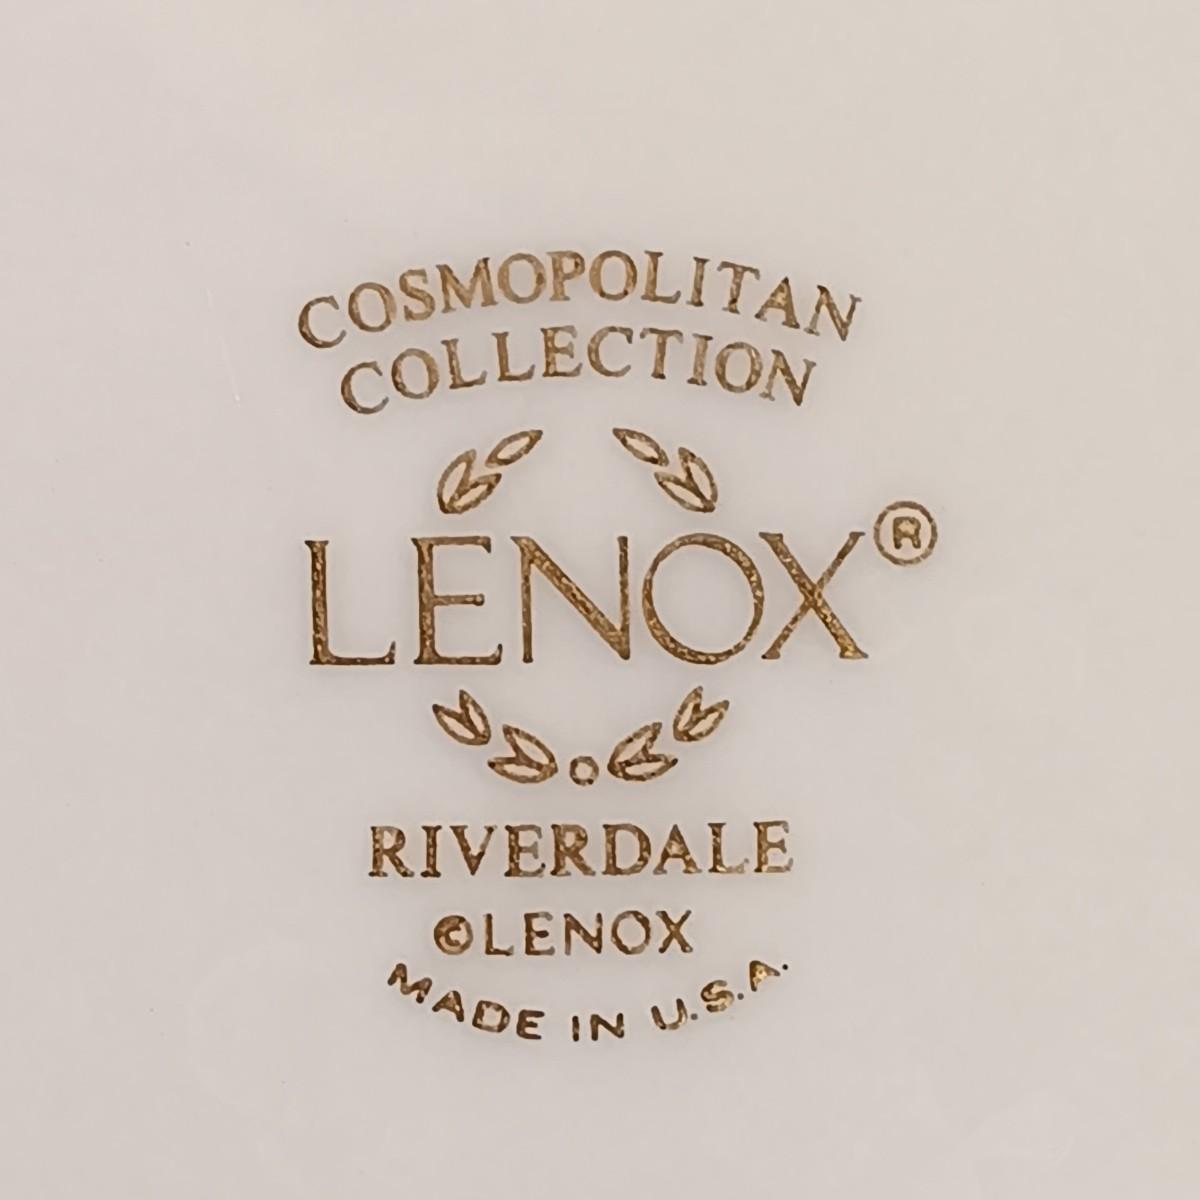 COSMOPOLITAN
COLLECTION
LENOX®
RIVERDALE
©LENOX
MADE IN U.S.A.